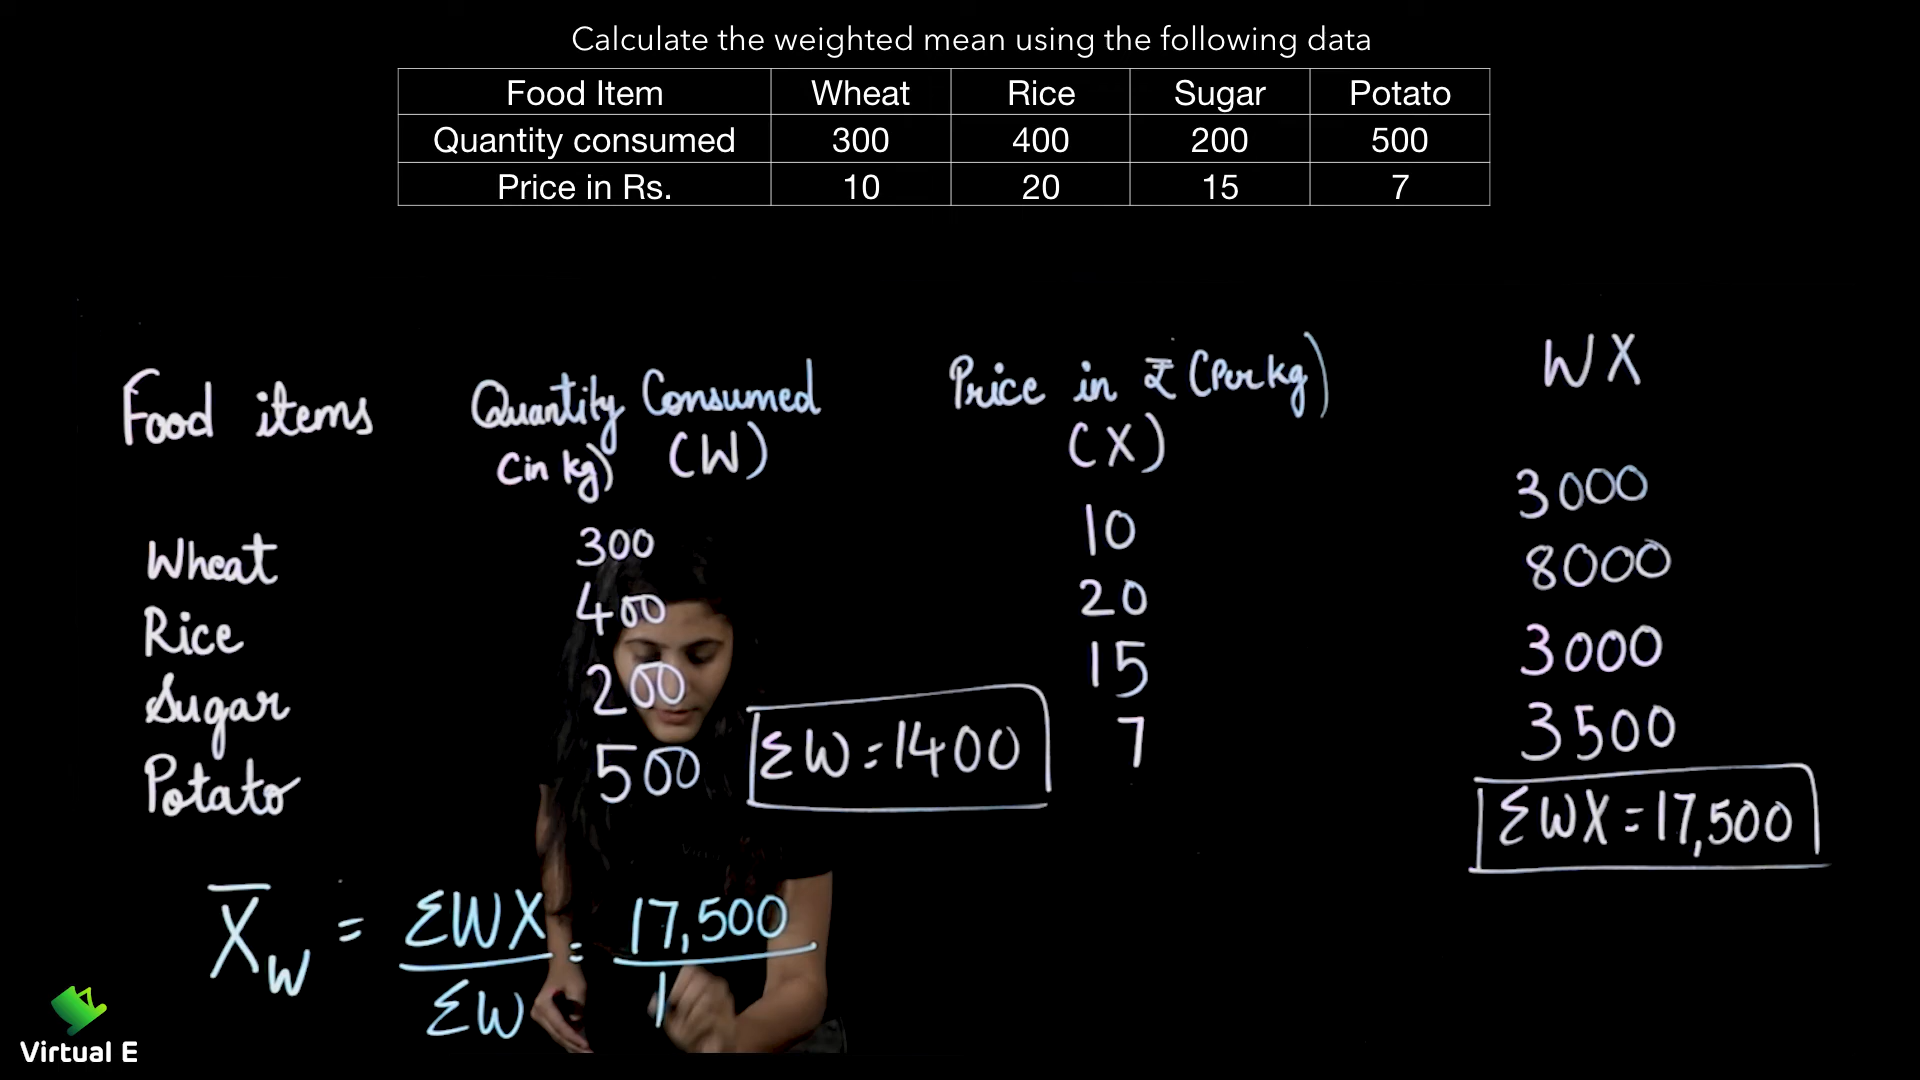 Calculate the weighted mean using the following data
Food Item Wheat Rice Sugar Potato
Quantity consumed 300 400 200 500
Price in Rs. 10 20 15 7
Food items Quantity Consumed Price in ₹ (Per kg) WX
(in kg) (W) (X)
Wheat 300 10 3000
Rice 400 20 8000
Sugar 200 15 3000
Potato 500 7 3500
ΣW = 1400
ΣWX = 17,500
X̄w = ΣWX / ΣW = 17,500 / 1
Virtual E